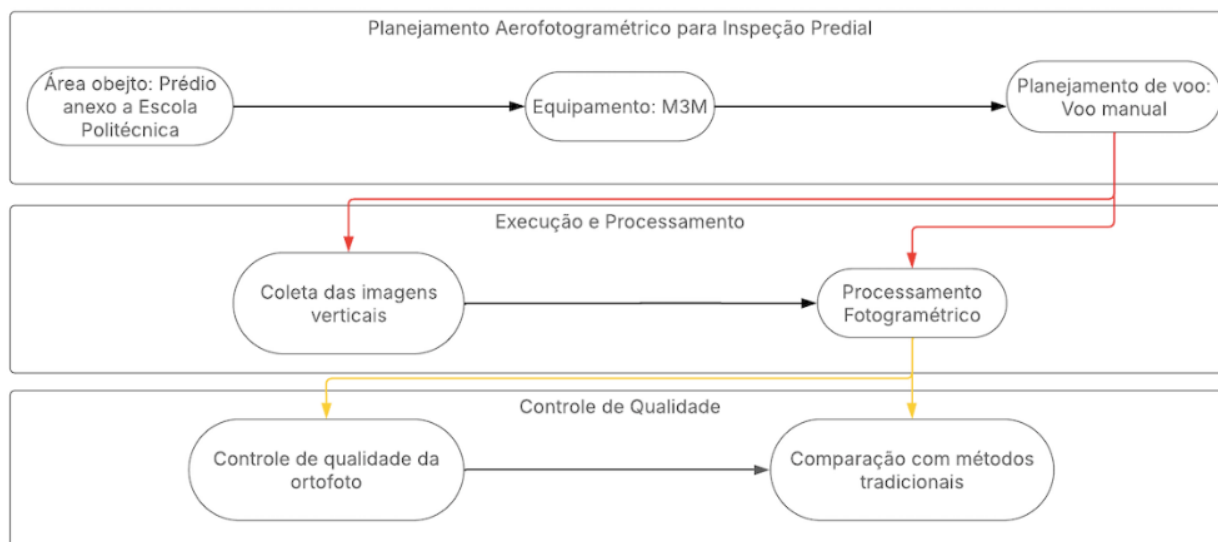 Planejamento Aerofotogramétrico para Inspeção Predial
Área obejto: Prédio
anexo a Escola
Politécnica
Equipamento: M3M
Planejamento de voo:
Voo manual
Execução e Processamento
Coleta das imagens
verticais
Processamento
Fotogramétrico
Controle de Qualidade
Controle de qualidade da
ortofoto
Comparação com métodos
tradicionais